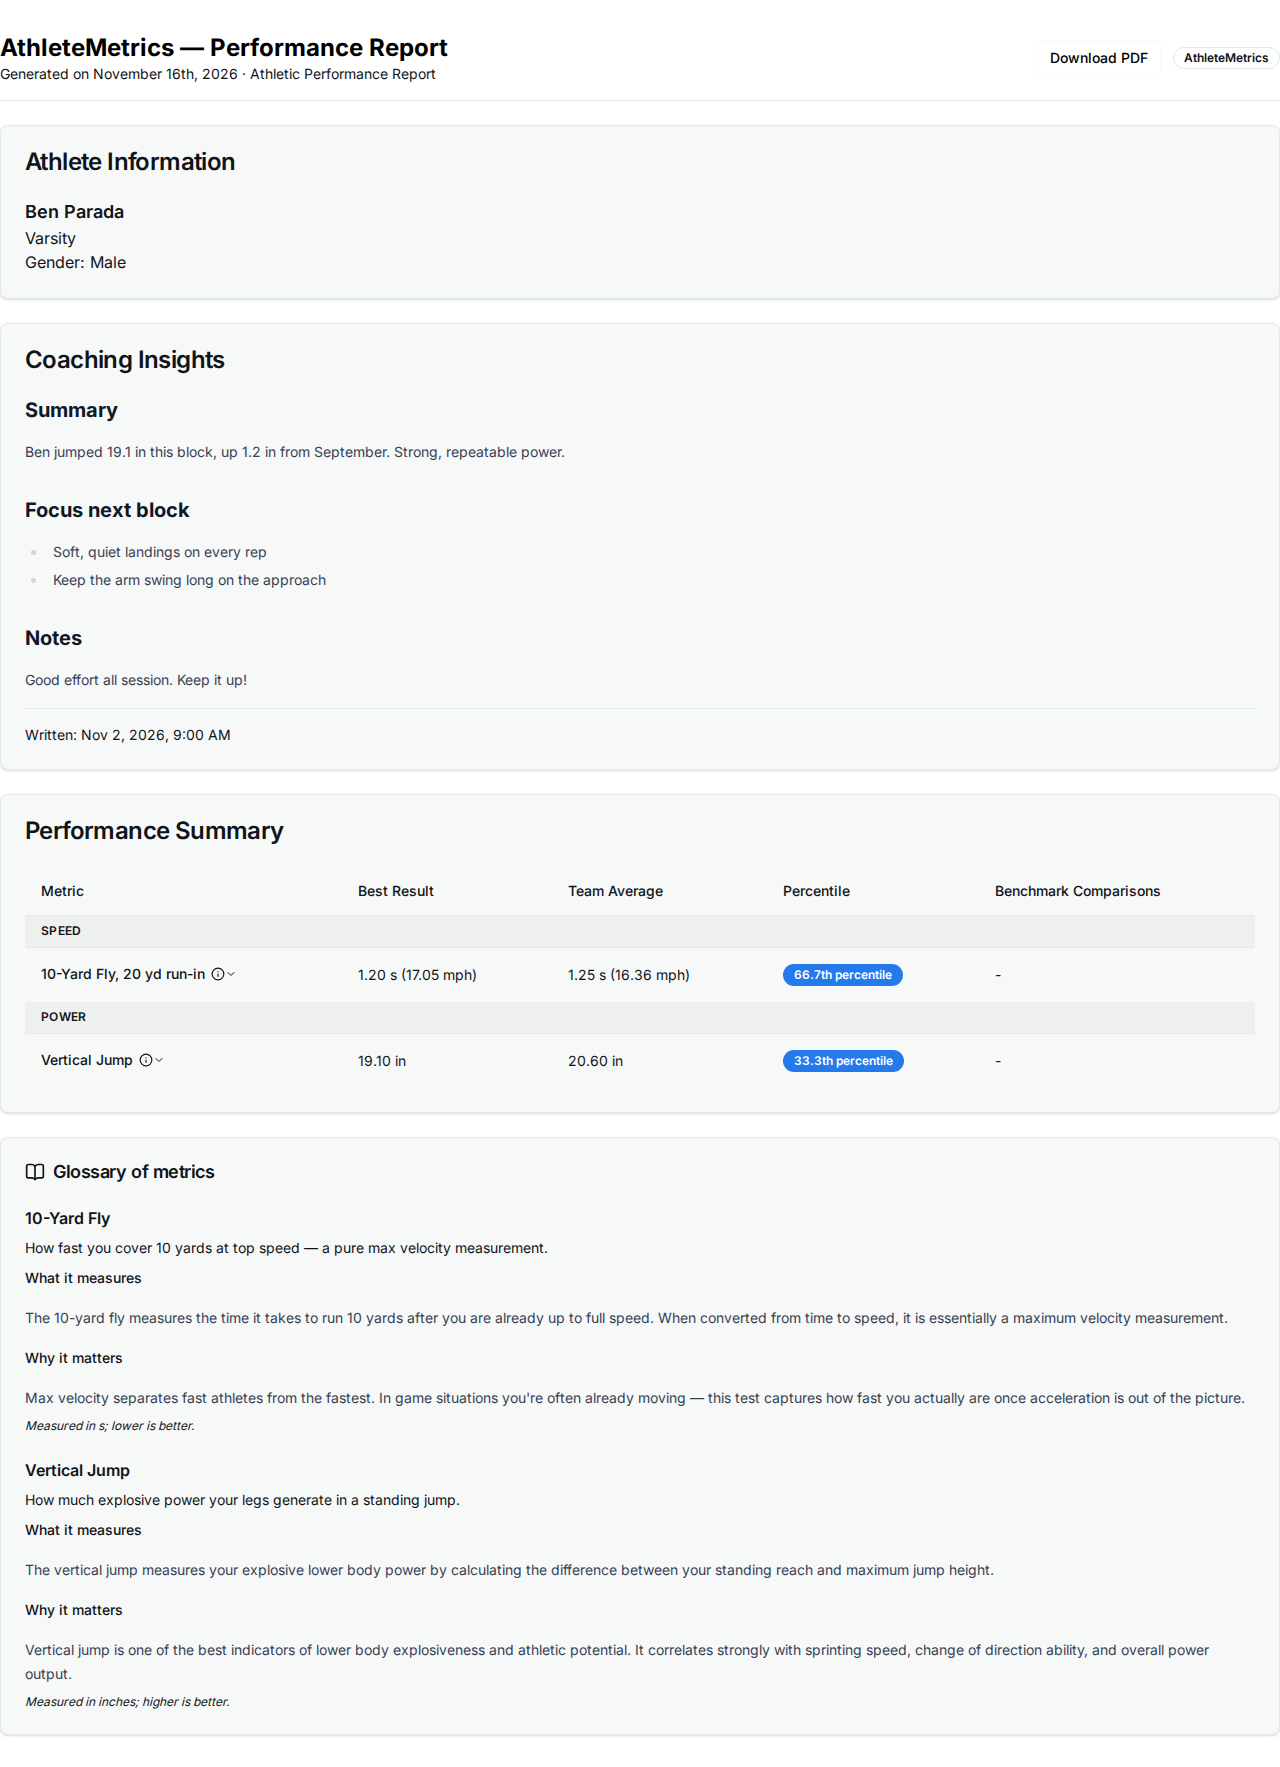 AthleteMetrics — Performance Report
Generated on November 16th, 2026 · Athletic Performance Report
Download PDF
AthleteMetrics
Athlete Information
Ben Parada
Varsity
Gender: Male
Coaching Insights
Summary
Ben jumped 19.1 in this block, up 1.2 in from September. Strong, repeatable power.
Focus next block
Soft, quiet landings on every rep
Keep the arm swing long on the approach
Notes
Good effort all session. Keep it up!
Written: Nov 2, 2026, 9:00 AM
Performance Summary
Metric Best Result Team Average Percentile Benchmark Comparisons
SPEED
10-Yard Fly, 20 yd run-in 1.20 s (17.05 mph) 1.25 s (16.36 mph) 66.7th percentile -
POWER
Vertical Jump 19.10 in 20.60 in 33.3th percentile -
Glossary of metrics
10-Yard Fly
How fast you cover 10 yards at top speed — a pure max velocity measurement.
What it measures
The 10-yard fly measures the time it takes to run 10 yards after you are already up to full speed. When converted from time to speed, it is essentially a maximum velocity measurement.
Why it matters
Max velocity separates fast athletes from the fastest. In game situations you're often already moving — this test captures how fast you actually are once acceleration is out of the picture.
Measured in s; lower is better.
Vertical Jump
How much explosive power your legs generate in a standing jump.
What it measures
The vertical jump measures your explosive lower body power by calculating the difference between your standing reach and maximum jump height.
Why it matters
Vertical jump is one of the best indicators of lower body explosiveness and athletic potential. It correlates strongly with sprinting speed, change of direction ability, and overall power
output.
Measured in inches; higher is better.